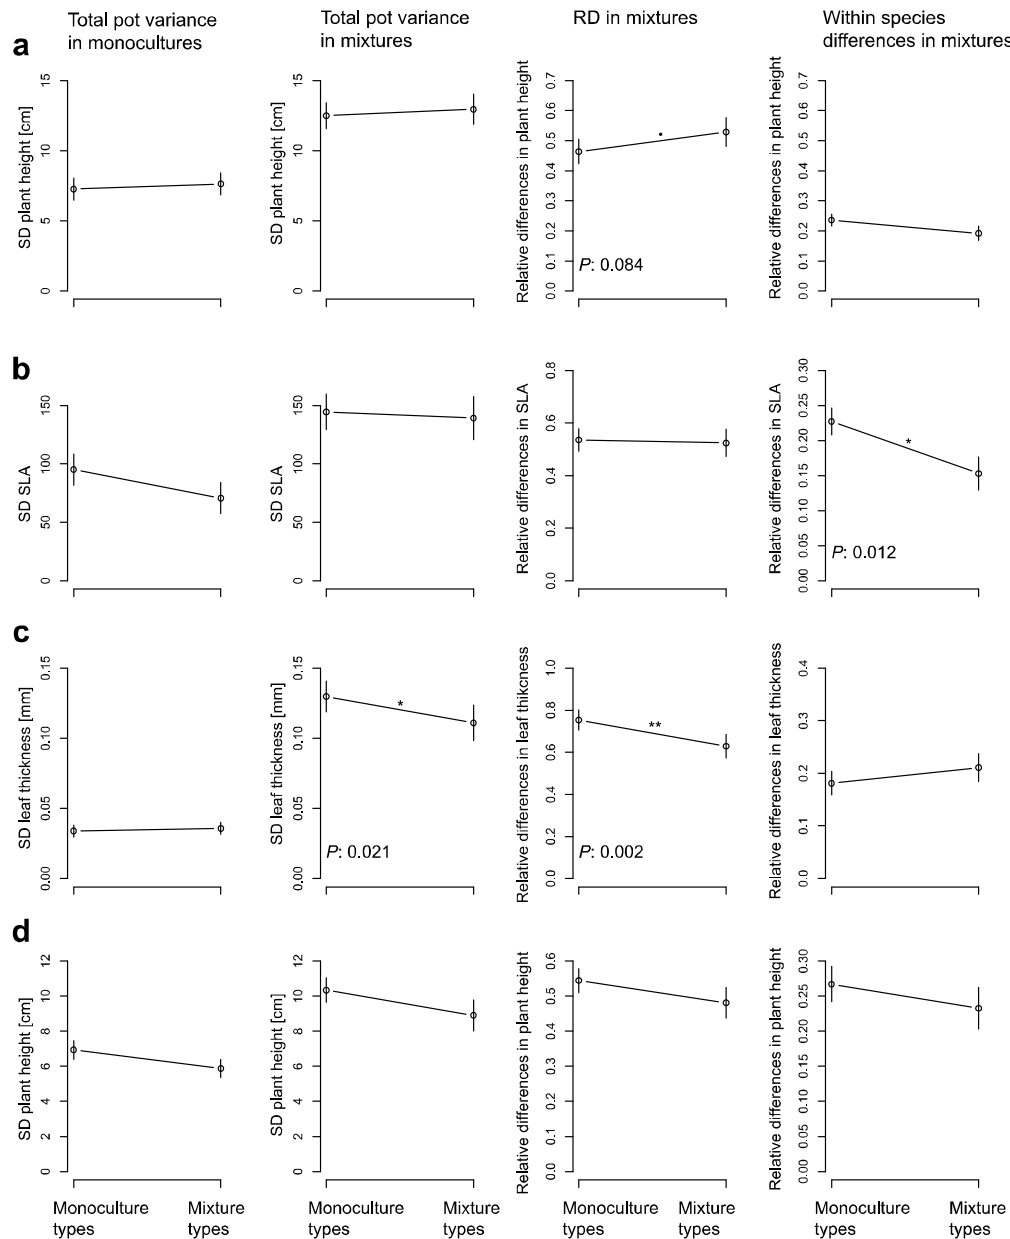 Total pot variance
in monocultures
Total pot variance
in mixtures
RD in mixtures
Within species
differences in mixtures
a
SD plant height [cm]
0 5 10 15
SD plant height [cm]
0 5 10 15
Relative differences in plant height
0.0 0.1 0.2 0.3 0.4 0.5 0.6 0.7
•
P: 0.084
Relative differences in plant height
0.0 0.1 0.2 0.3 0.4 0.5 0.6 0.7
b
SD SLA
0 50 100 150
SD SLA
0 50 100 150
Relative differences in SLA
0.0 0.2 0.4 0.6 0.8
Relative differences in SLA
0.00 0.05 0.10 0.15 0.20 0.25 0.30
*
P: 0.012
c
SD leaf thickness [mm]
0.00 0.05 0.10 0.15
SD leaf thickness [mm]
0.00 0.05 0.10 0.15
*
P: 0.021
Relative differences in leaf thikcness
0.0 0.2 0.4 0.6 0.8 1.0
**
P: 0.002
Relative differences in leaf thickness
0.0 0.1 0.2 0.3 0.4
d
SD plant height [cm]
0 2 4 6 8 10 12
SD plant height [cm]
0 2 4 6 8 10 12
Relative differences in plant height
0.0 0.1 0.2 0.3 0.4 0.5 0.6
Relative differences in plant height
0.00 0.05 0.10 0.15 0.20 0.25 0.30
Monoculture
types
Mixture
types
Monoculture
types
Mixture
types
Monoculture
types
Mixture
types
Monoculture
types
Mixture
types